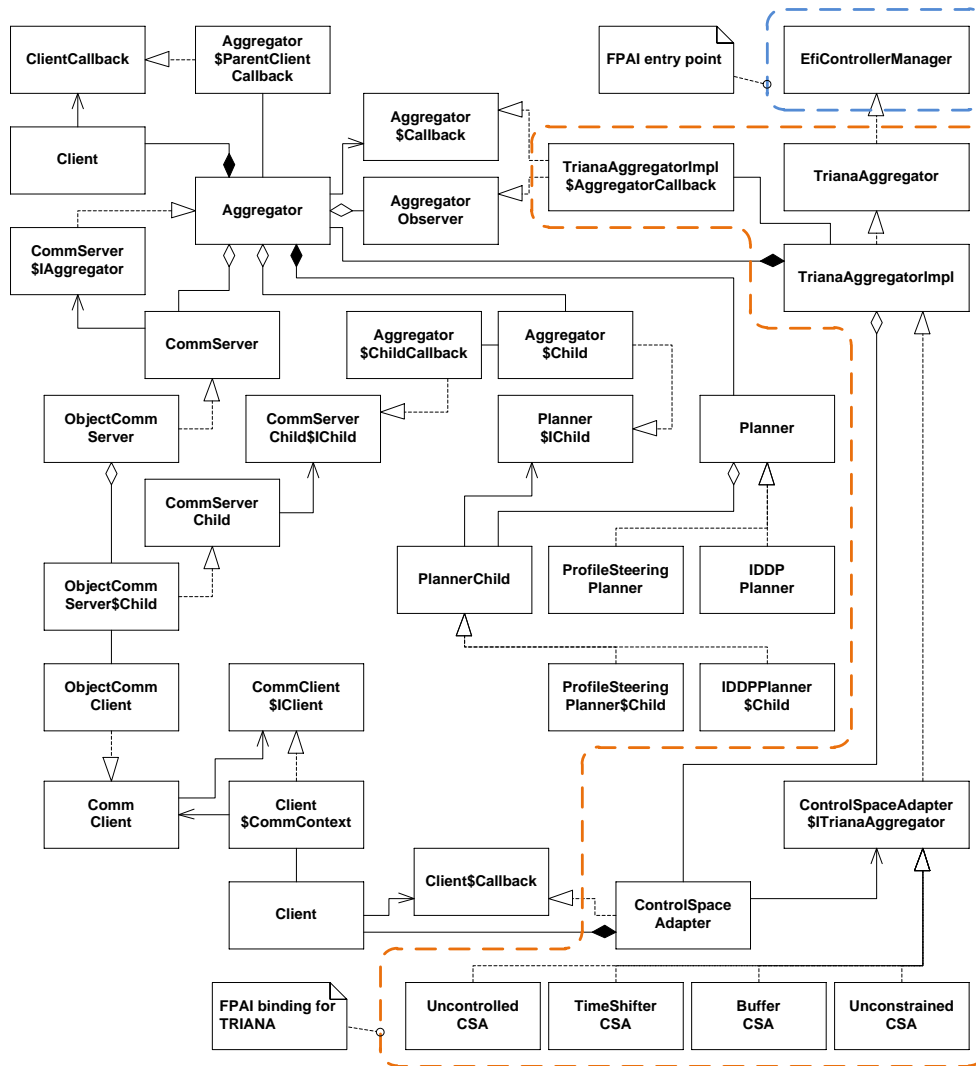 ClientCallback
Aggregator
$ParentClient
Callback
FPAI entry point
EfiControllerManager
Client
Aggregator
$Callback
TrianaAggregatorImpl
$AggregatorCallback
TrianaAggregator
Aggregator
Aggregator
Observer
CommServer
$IAggregator
TrianaAggregatorImpl
CommServer
Aggregator
$ChildCallback
Aggregator
$Child
ObjectComm
Server
CommServer
Child$IChild
Planner
$IChild
Planner
CommServer
Child
ObjectComm
Server$Child
PlannerChild
ProfileSteering
Planner
IDDP
Planner
ObjectComm
Client
CommClient
$IClient
ProfileSteering
Planner$Child
IDDPPlanner
$Child
Comm
Client
Client
$CommContext
ControlSpaceAdapter
$ITrianaAggregator
Client$Callback
Client
ControlSpace
Adapter
FPAI binding for
TRIANA
Uncontrolled
CSA
TimeShifter
CSA
Buffer
CSA
Unconstrained
CSA